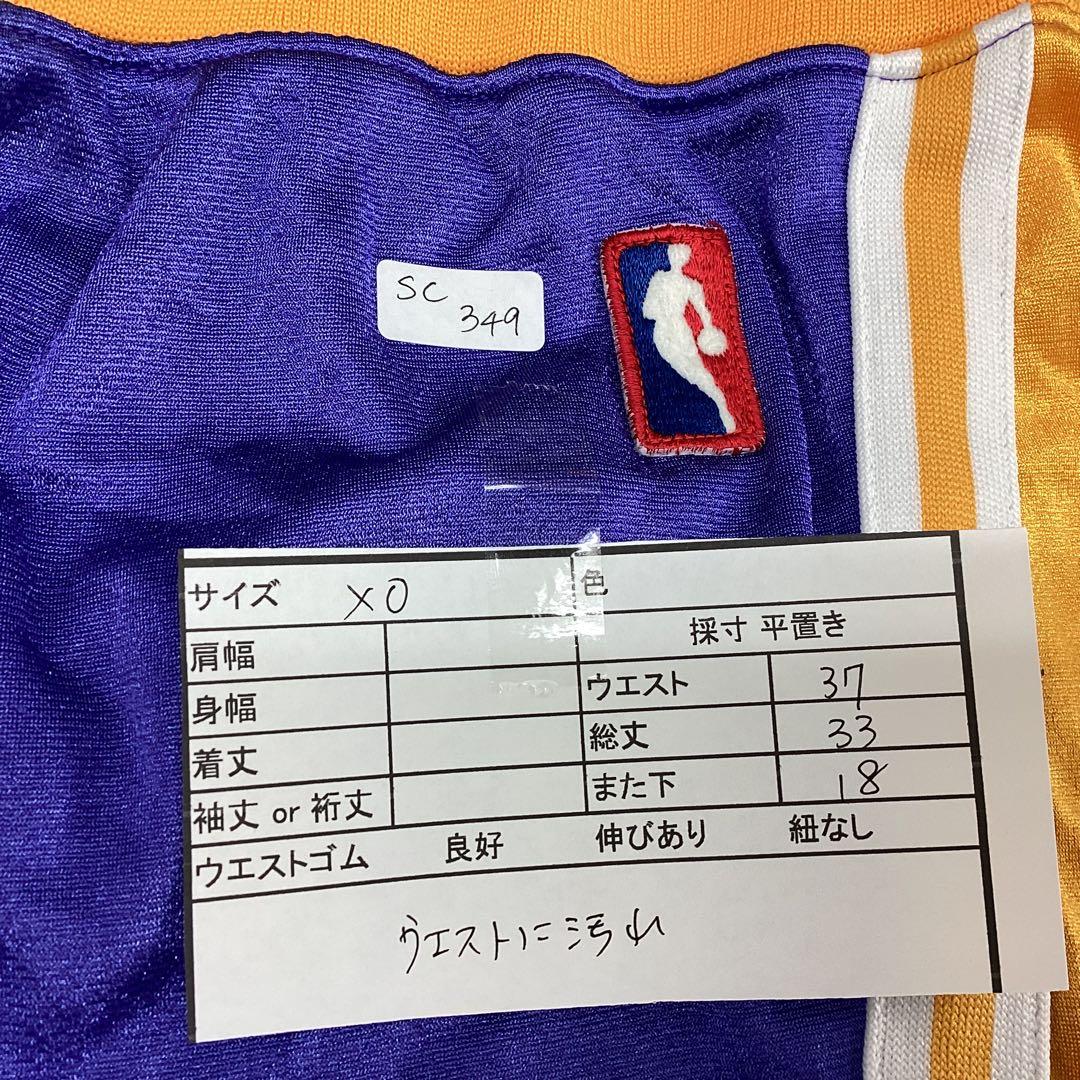 SC
349
サイズ XO 色
肩幅 採寸 平置き
身幅 ウエスト 37
着丈 総丈 33
袖丈 or 裄丈 また下 18
ウエストゴム 良好 伸びあり 紐なし
ウエストに汚れ